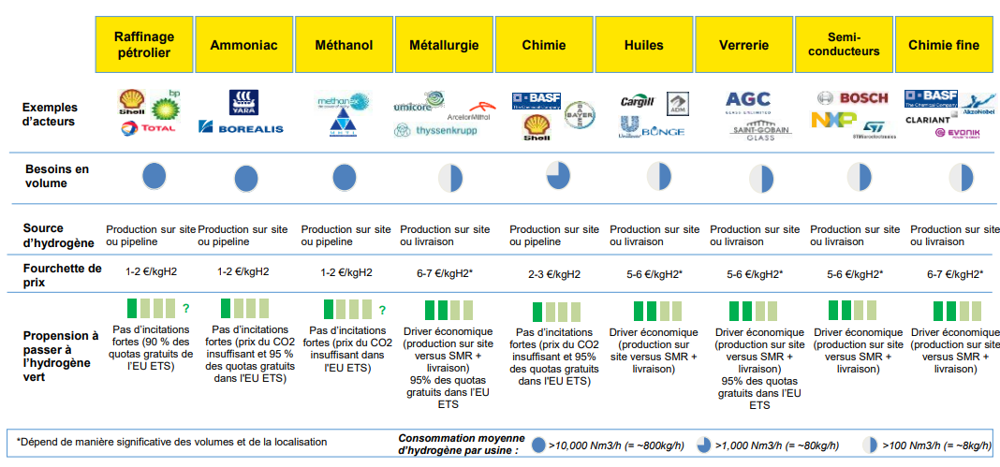 Raffinage
pétrolier
Ammoniac
Méthanol
Métallurgie
Chimie
Huiles
Verrerie
Semi-
conducteurs
Chimie fine
Exemples
d'acteurs
Shell
bp
TOTAL
YARA
BOREALIS
methanex
umicore
ArcelorMittal
thyssenkrupp
BASF
The Chemical Company
BAYER
Shell
Cargill
ADM
Unilever
BUNGE
AGC
GLASS UNLIMITED
SAINT-GOBAIN
GLASS
BOSCH
NXP
ST
STMicroelectronics
BASF
The Chemical Company
AkzoNobel
CLARIANT
EVONIK
Besoins en
volume
Source
d'hydrogène
Production sur site
ou pipeline
Production sur site
ou pipeline
Production sur site
ou pipeline
Production sur site
ou livraison
Production sur site
ou pipeline
Production sur site
ou livraison
Production sur site
ou livraison
Production sur site
ou livraison
Production sur site
ou livraison
Fourchette de
prix
1-2 €/kgH2
1-2 €/kgH2
1-2 €/kgH2
6-7 €/kgH2*
2-3 €/kgH2
5-6 €/kgH2*
5-6 €/kgH2*
5-6 €/kgH2*
6-7 €/kgH2*
Propension à
passer à
l'hydrogène
vert
?
Pas d'incitations
fortes (90 % des
quotas gratuits de
l'EU ETS)
Pas d'incitations
fortes (prix du CO2
insuffisant et 95 %
des quotas gratuits
dans l'EU ETS)
?
Pas d'incitations
fortes (prix du CO2
insuffisant dans
l'EU ETS)
Driver économique
(production sur site
versus SMR +
livraison)
95% des quotas
gratuits dans l'EU
ETS
Pas d'incitations
fortes (prix du CO2
insuffisant et 95%
des quotas gratuits
dans l'EU ETS)
Driver économique
(production sur
site versus SMR +
livraison)
Driver économique
(production sur
site versus SMR +
livraison)
95% des quotas
gratuits dans l'EU
ETS
Driver économique
(production sur site
versus SMR +
livraison)
Driver économique
(production sur site
versus SMR +
livraison)
*Dépend de manière significative des volumes et de la localisation
Consommation moyenne
d'hydrogène par usine :
>10,000 Nm3/h (= ~800kg/h)
>1,000 Nm3/h (= ~80kg/h)
>100 Nm3/h (= ~8kg/h)